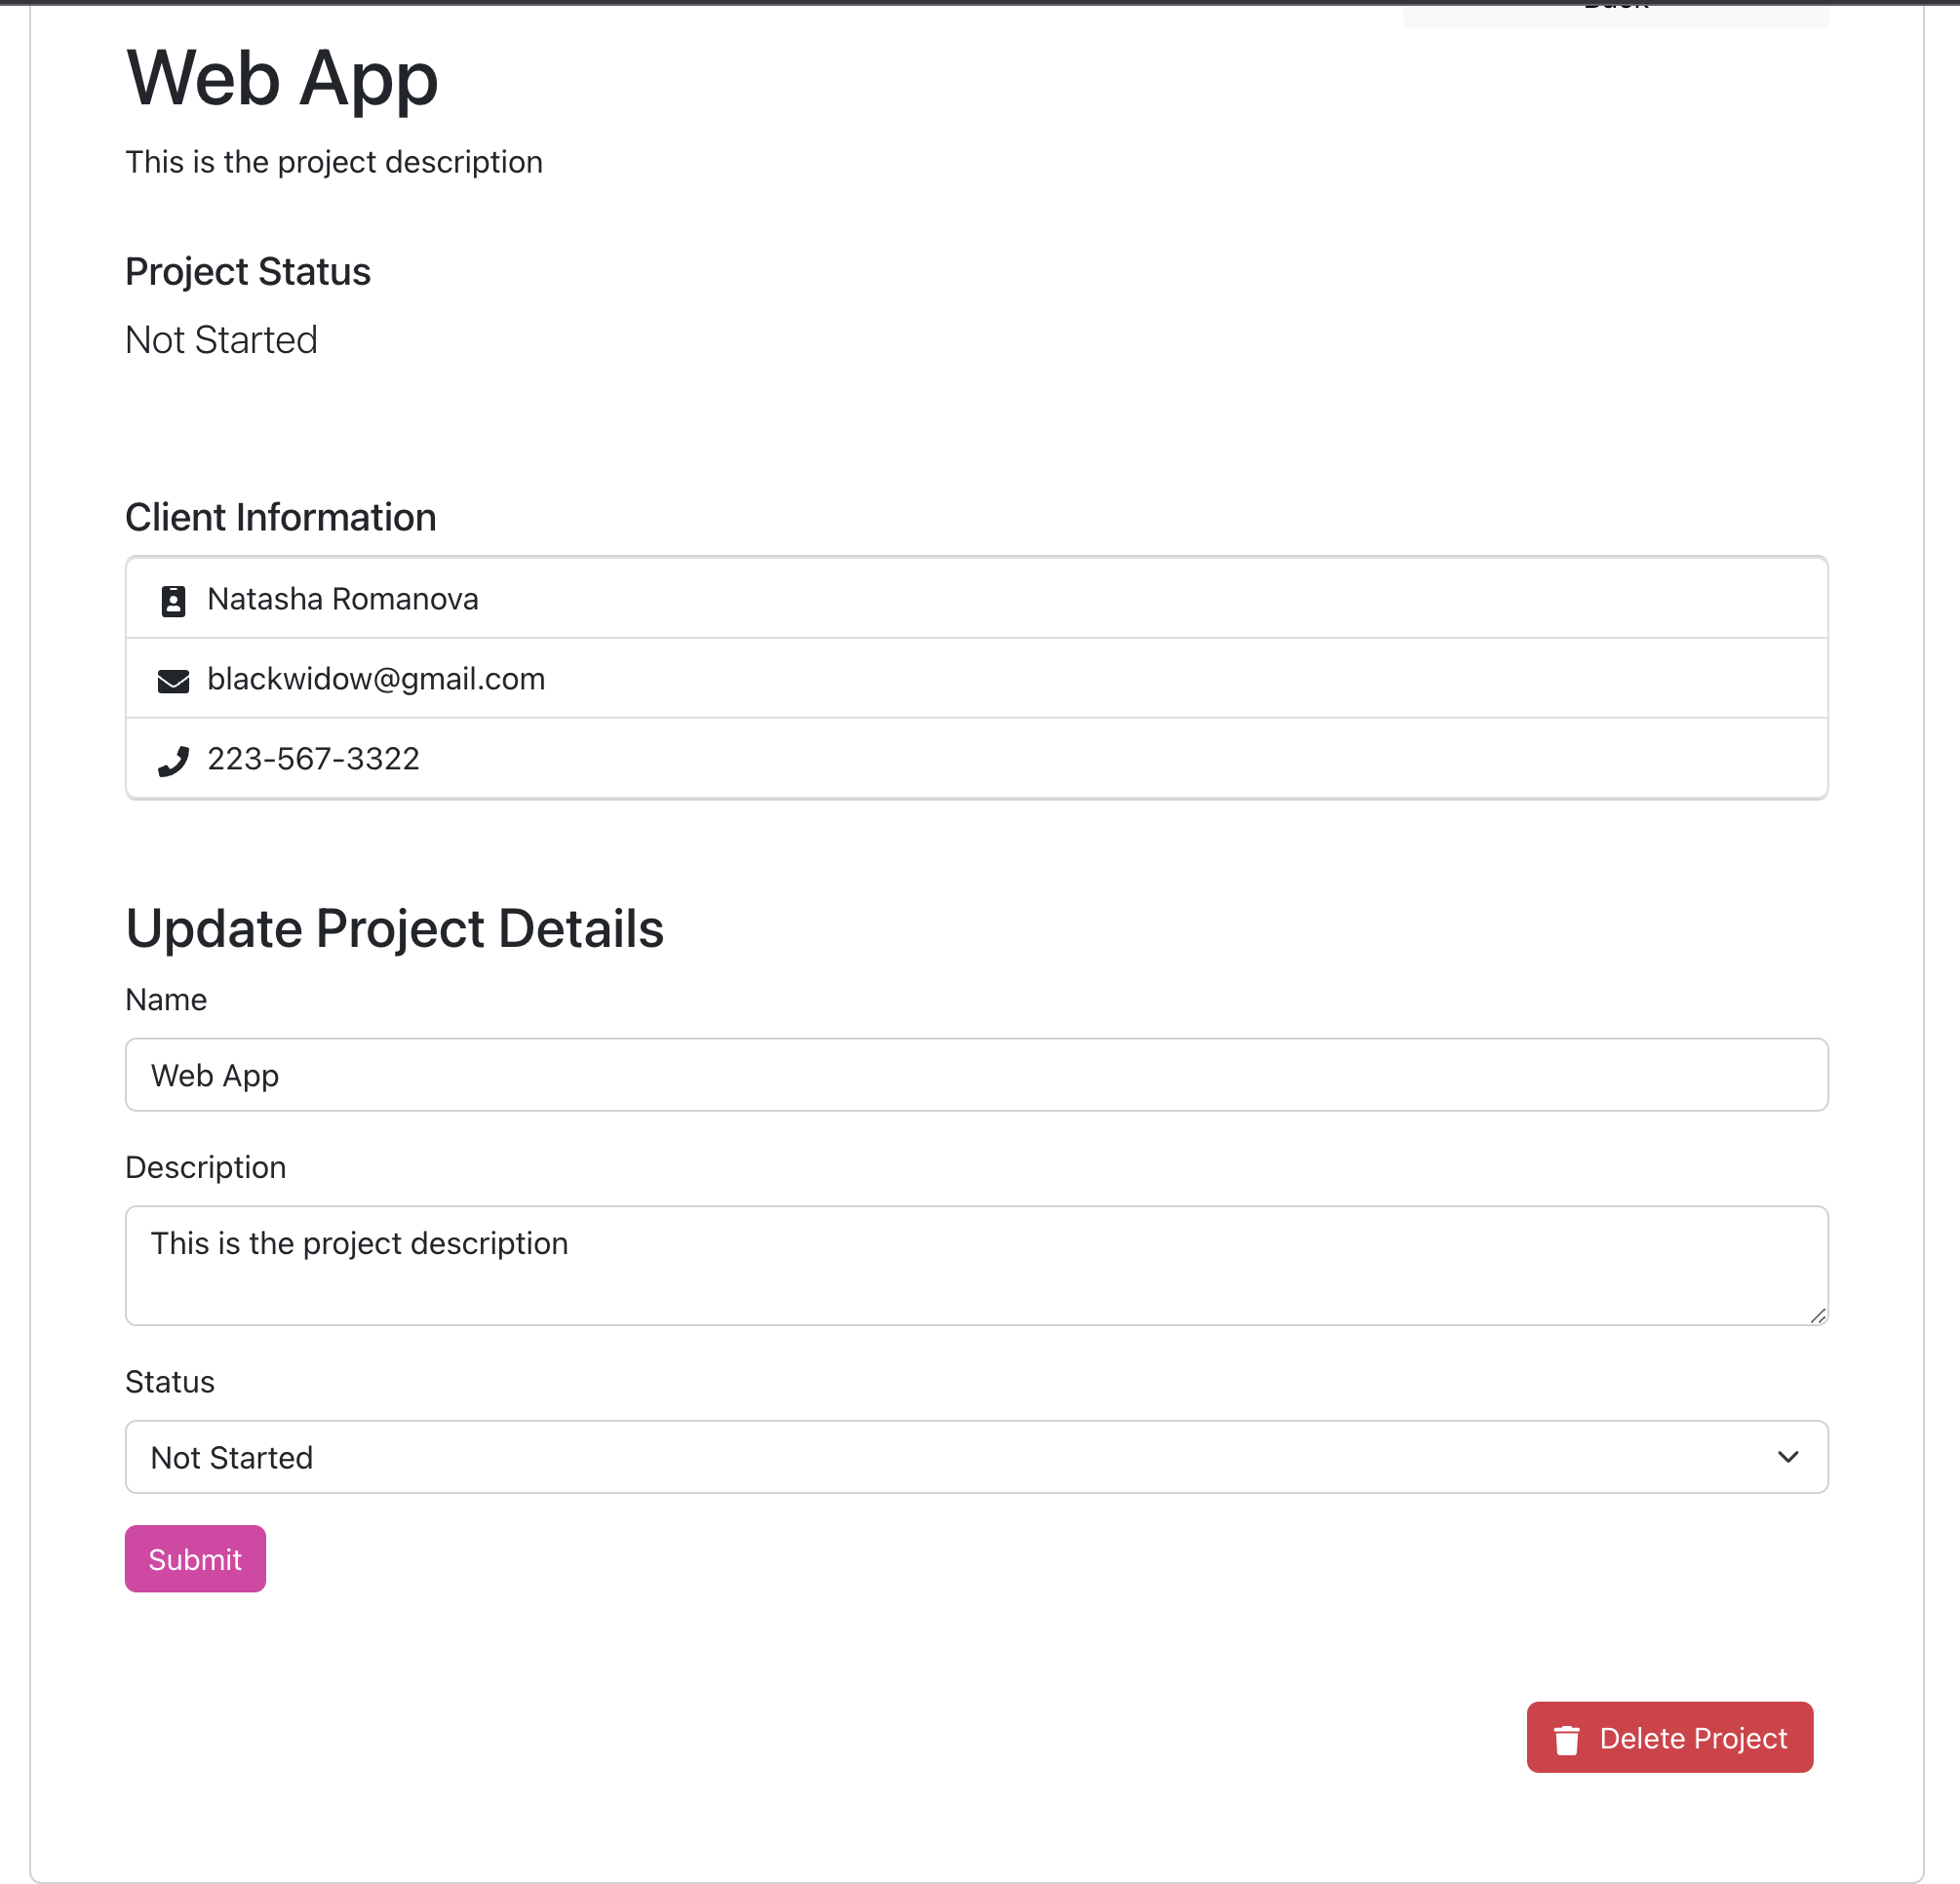 Web App
This is the project description
Project Status
Not Started
Client Information
Natasha Romanova
blackwidow@gmail.com
223-567-3322
Update Project Details
Name
Web App
Description
This is the project description
Status
Not Started
Submit
Delete Project